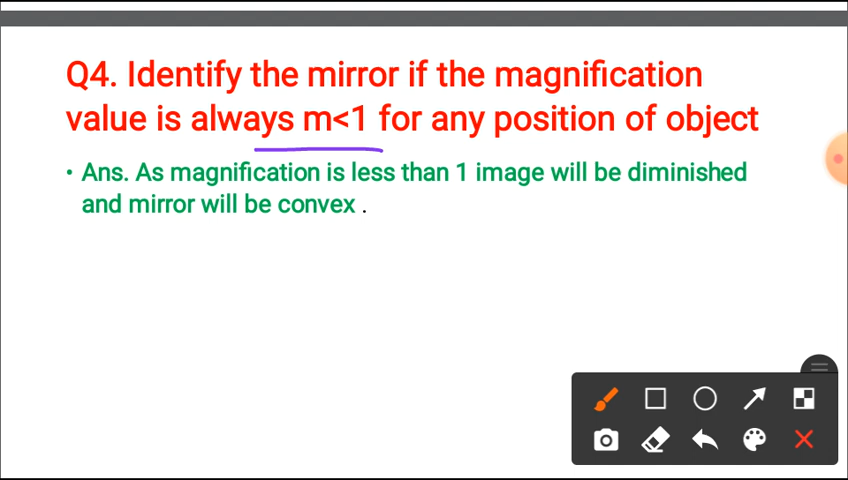 Q4. Identify the mirror if the magnification
value is always m<1 for any position of object
• Ans. As magnification is less than 1 image will be diminished
and mirror will be convex .